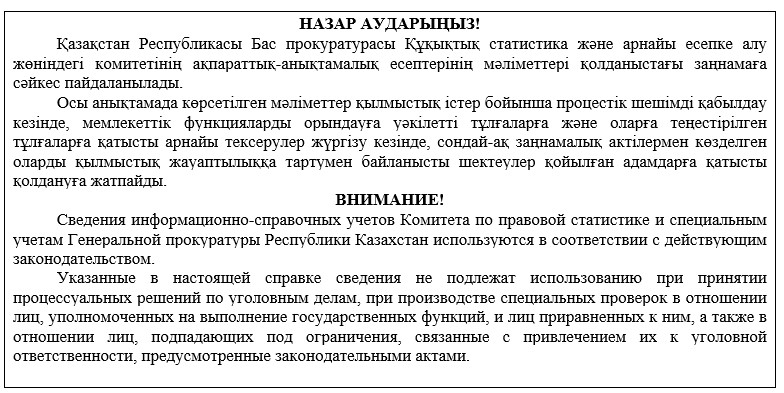 НАЗАР АУДАРЫҢЫЗ!
Қазақстан Республикасы Бас прокуратурасы Құқықтық статистика және арнайы есепке алу
жөніндегі комитетінің ақпараттық-анықтамалық есептерінің мәліметтері қолданыстағы заңнамаға
сәйкес пайдаланылады.
Осы анықтамада көрсетілген мәліметтер қылмыстық істер бойынша процестік шешімді қабылдау
кезінде, мемлекеттік функцияларды орындауға уәкілетті тұлғаларға және оларға теңестірілген
тұлғаларға қатысты арнайы тексерулер жүргізу кезінде, сондай-ақ заңнамалық актілермен көзделген
оларды қылмыстық жауаптылыққа тартумен байланысты шектеулер қойылған адамдарға қатысты
қолдануға жатпайды.
ВНИМАНИЕ!
Сведения информационно-справочных учетов Комитета по правовой статистике и специальным
учетам Генеральной прокуратуры Республики Казахстан используются в соответствии с действующим
законодательством.
Указанные в настоящей справке сведения не подлежат использованию при принятии
процессуальных решений по уголовным делам, при производстве специальных проверок в отношении
лиц, уполномоченных на выполнение государственных функций, и лиц приравненных к ним, а также в
отношении лиц, подпадающих под ограничения, связанные с привлечением их к уголовной
ответственности, предусмотренные законодательными актами.